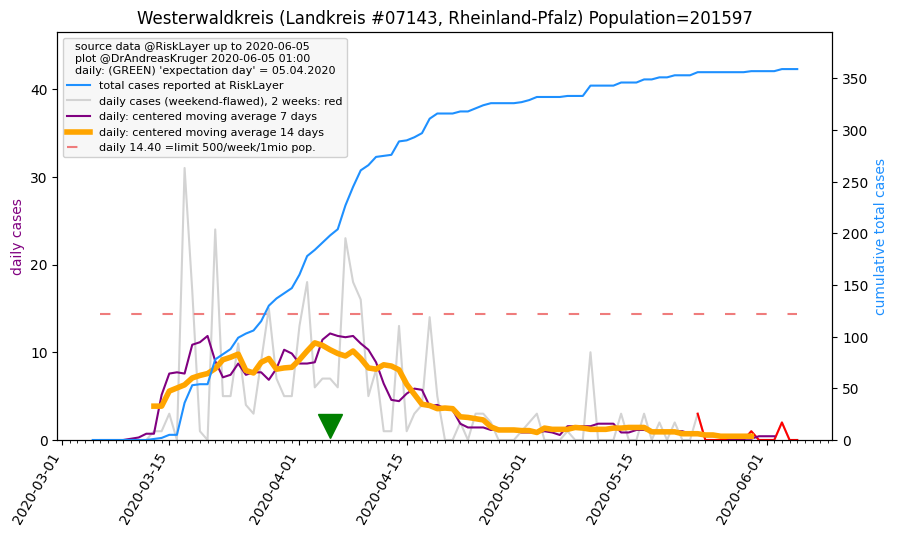 Westerwaldkreis (Landkreis #07143, Rheinland-Pfalz) Population=201597
source data @RiskLayer up to 2020-06-05
plot @DrAndreasKruger 2020-06-05 01:00
daily: (GREEN) 'expectation day' = 05.04.2020
total cases reported at RiskLayer
daily cases (weekend-flawed), 2 weeks: red
daily: centered moving average 7 days
daily: centered moving average 14 days
daily 14.40 =limit 500/week/1mio pop.
daily cases
40
30
20
10
0
cumulative total cases
350
300
250
200
150
100
50
0
2020-03-01
2020-03-15
2020-04-01
2020-04-15
2020-05-01
2020-05-15
2020-06-01